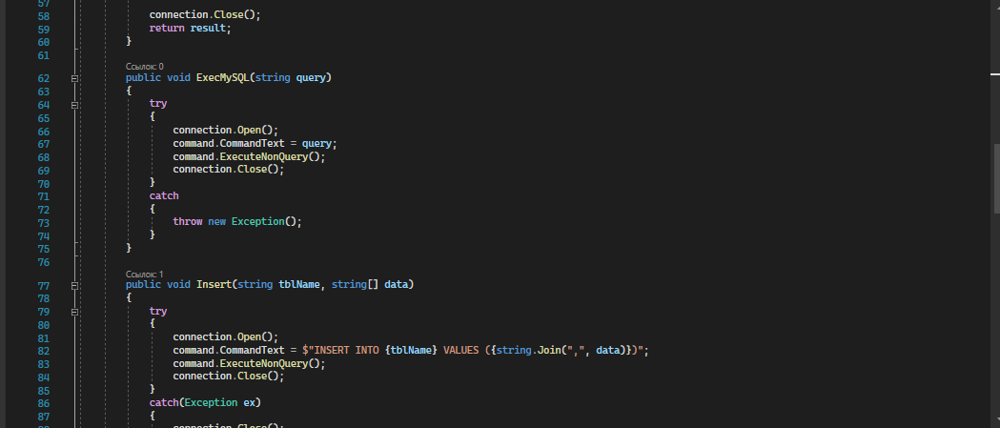 57
58 connection.Close();
59 return result;
60 }
61
Ссылок: 0
62 public void ExecMySQL(string query)
63 {
64 try
65 {
66 connection.Open();
67 command.CommandText = query;
68 command.ExecuteNonQuery();
69 connection.Close();
70 }
71 catch
72 {
73 throw new Exception();
74 }
75 }
76
Ссылок: 1
77 public void Insert(string tblName, string[] data)
78 {
79 try
80 {
81 connection.Open();
82 command.CommandText = $"INSERT INTO {tblName} VALUES ({string.Join(",", data)})";
83 command.ExecuteNonQuery();
84 connection.Close();
85 }
86 catch(Exception ex)
87 {
88 connection.Close();